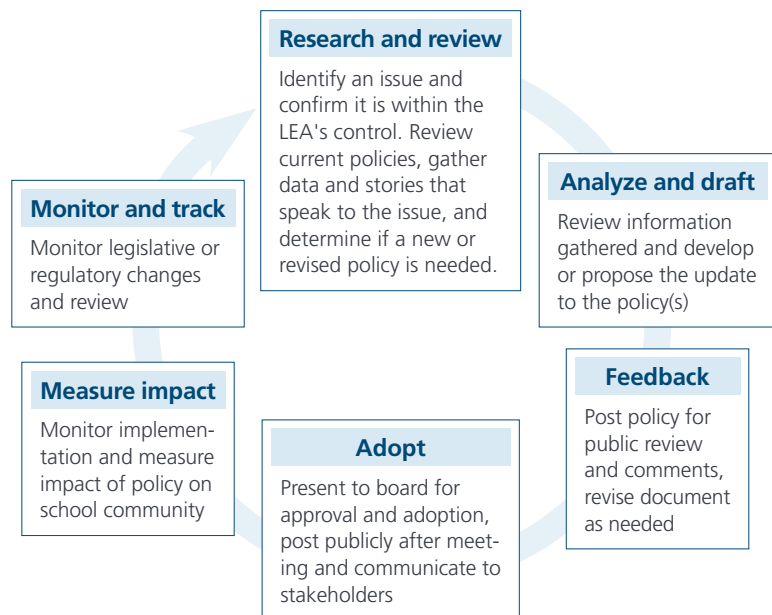 Research and review
Identify an issue and
confirm it is within the
LEA's control. Review
current policies, gather
data and stories that
speak to the issue, and
determine if a new or
revised policy is needed.
Analyze and draft
Review information
gathered and develop
or propose the update
to the policy(s)
Feedback
Post policy for
public review
and comments,
revise document
as needed
Adopt
Present to board for
approval and adoption,
post publicly after meet-
ing and communicate to
stakeholders
Measure impact
Monitor implemen-
tation and measure
impact of policy on
school community
Monitor and track
Monitor legislative or
regulatory changes
and review